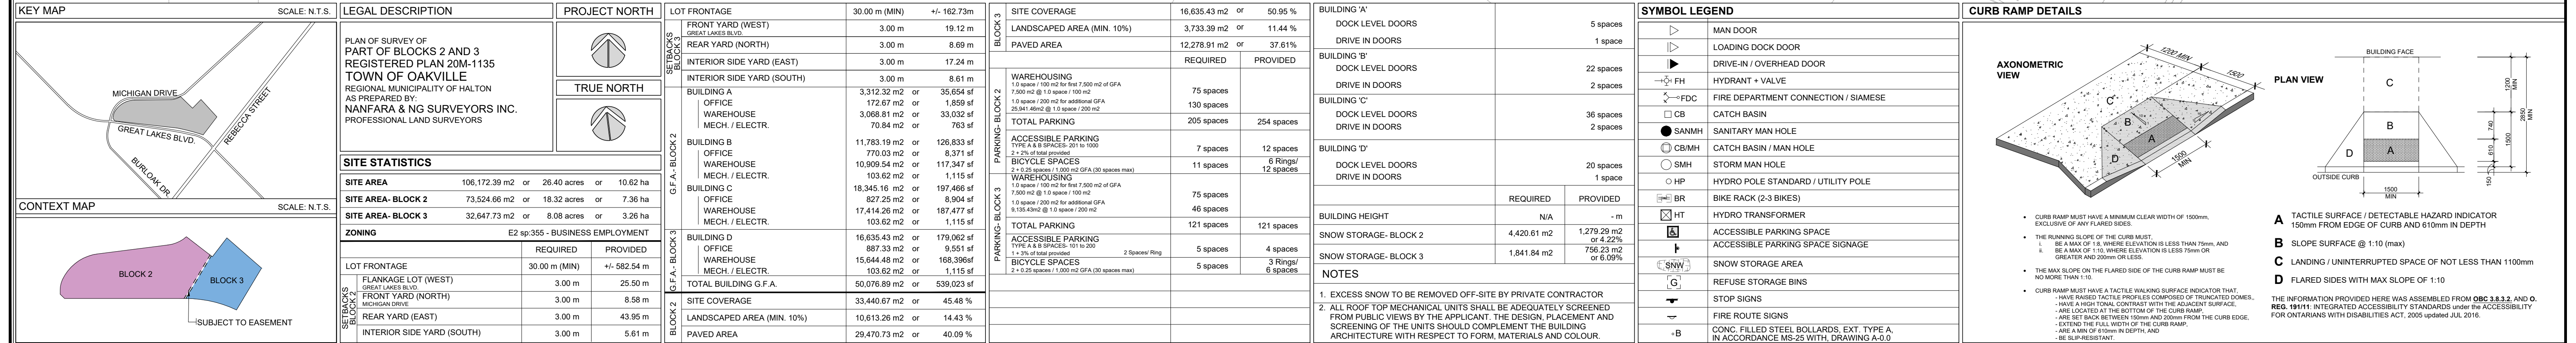 KEY MAP SCALE: N.T.S.
MICHIGAN DRIVE
GREAT LAKES BLVD.
REBECCA STREET
BURLOAK DR.
CONTEXT MAP SCALE: N.T.S.
BLOCK 2
BLOCK 3
SUBJECT TO EASEMENT
LEGAL DESCRIPTION
PLAN OF SURVEY OF
PART OF BLOCKS 2 AND 3
REGISTERED PLAN 20M-1135
TOWN OF OAKVILLE
REGIONAL MUNICIPALITY OF HALTON
AS PREPARED BY:
NANFARA & NG SURVEYORS INC.
PROFESSIONAL LAND SURVEYORS
PROJECT NORTH
TRUE NORTH
SITE STATISTICS
SITE AREA 106,172.39 m2 or 26.40 acres or 10.62 ha
SITE AREA- BLOCK 2 73,524.66 m2 or 18.32 acres or 7.36 ha
SITE AREA- BLOCK 3 32,647.73 m2 or 8.08 acres or 3.26 ha
ZONING E2 sp:355 - BUSINESS EMPLOYMENT
REQUIRED PROVIDED
LOT FRONTAGE 30.00 m (MIN) +/- 582.54 m
SETBACKS
BLOCK 2
FLANKAGE LOT (WEST) 3.00 m 25.50 m
GREAT LAKES BLVD.
FRONT YARD (NORTH) 3.00 m 8.58 m
MICHIGAN DRIVE
REAR YARD (EAST) 3.00 m 43.95 m
INTERIOR SIDE YARD (SOUTH) 3.00 m 5.61 m
LOT FRONTAGE 30.00 m (MIN) +/- 162.73m
SETBACKS
BLOCK 3
FRONT YARD (WEST) 3.00 m 19.12 m
GREAT LAKES BLVD.
REAR YARD (NORTH) 3.00 m 8.69 m
INTERIOR SIDE YARD (EAST) 3.00 m 17.24 m
INTERIOR SIDE YARD (SOUTH) 3.00 m 8.61 m
G.F.A.- BLOCK 2
BUILDING A 3,312.32 m2 or 35,654 sf
OFFICE 172.67 m2 or 1,859 sf
WAREHOUSE 3,068.81 m2 or 33,032 sf
MECH. / ELECTR. 70.84 m2 or 763 sf
BUILDING B 11,783.19 m2 or 126,833 sf
OFFICE 770.03 m2 or 8,371 sf
WAREHOUSE 10,909.54 m2 or 117,347 sf
MECH. / ELECTR. 103.62 m2 or 1,115 sf
BUILDING C 18,345.16 m2 or 197,466 sf
OFFICE 827.25 m2 or 8,904 sf
WAREHOUSE 17,414.26 m2 or 187,477 sf
MECH. / ELECTR. 103.62 m2 or 1,115 sf
G.F.A.- BLOCK 3
BUILDING D 16,635.43 m2 or 179,062 sf
OFFICE 887.33 m2 or 9,551 sf
WAREHOUSE 15,644.48 m2 or 168,396sf
MECH. / ELECTR. 103.62 m2 or 1,115 sf
TOTAL BUILDING G.F.A. 50,076.89 m2 or 539,023 sf
BLOCK 2
SITE COVERAGE 33,440.67 m2 or 45.48 %
LANDSCAPED AREA (MIN. 10%) 10,613.26 m2 or 14.43 %
PAVED AREA 29,470.73 m2 or 40.09 %
BLOCK 3
SITE COVERAGE 16,635.43 m2 or 50.95 %
LANDSCAPED AREA (MIN. 10%) 3,733.39 m2 or 11.44 %
PAVED AREA 12,278.91 m2 or 37.61%
REQUIRED PROVIDED
PARKING- BLOCK 2
WAREHOUSING
1.0 space / 100 m2 for first 7,500 m2 of GFA
7,500 m2 @ 1.0 space / 100 m2 75 spaces
1.0 space / 200 m2 for additional GFA
25,941.46m2 @ 1.0 space / 200 m2 130 spaces
TOTAL PARKING 205 spaces 254 spaces
ACCESSIBLE PARKING
TYPE A & B SPACES- 201 to 1000 7 spaces 12 spaces
2 + 2% of total provided
BICYCLE SPACES 11 spaces 6 Rings/
2 + 0.25 spaces / 1,000 m2 GFA (30 spaces max) 12 spaces
PARKING- BLOCK 3
WAREHOUSING
1.0 space / 100 m2 for first 7,500 m2 of GFA
7,500 m2 @ 1.0 space / 100 m2 75 spaces
1.0 space / 200 m2 for additional GFA
9,135.43m2 @ 1.0 space / 200 m2 46 spaces
TOTAL PARKING 121 spaces 121 spaces
ACCESSIBLE PARKING
TYPE A & B SPACES- 101 to 200 5 spaces 4 spaces
1 + 3% of total provided 2 Spaces/ Ring
BICYCLE SPACES 5 spaces 3 Rings/
2 + 0.25 spaces / 1,000 m2 GFA (30 spaces max) 6 spaces
BUILDING 'A'
DOCK LEVEL DOORS 5 spaces
DRIVE IN DOORS 1 space
BUILDING 'B'
DOCK LEVEL DOORS 22 spaces
DRIVE IN DOORS 2 spaces
BUILDING 'C'
DOCK LEVEL DOORS 36 spaces
DRIVE IN DOORS 2 spaces
BUILDING 'D'
DOCK LEVEL DOORS 20 spaces
DRIVE IN DOORS 1 space
REQUIRED PROVIDED
BUILDING HEIGHT N/A - m
SNOW STORAGE- BLOCK 2 4,420.61 m2 1,279.29 m2
or 4.22%
SNOW STORAGE- BLOCK 3 1,841.84 m2 756.23 m2
or 6.09%
NOTES
1. EXCESS SNOW TO BE REMOVED OFF-SITE BY PRIVATE CONTRACTOR
2. ALL ROOF TOP MECHANICAL UNITS SHALL BE ADEQUATELY SCREENED
FROM PUBLIC VIEWS BY THE APPLICANT. THE DESIGN, PLACEMENT AND
SCREENING OF THE UNITS SHOULD COMPLEMENT THE BUILDING
ARCHITECTURE WITH RESPECT TO FORM, MATERIALS AND COLOUR.
SYMBOL LEGEND
MAN DOOR
LOADING DOCK DOOR
DRIVE-IN / OVERHEAD DOOR
FH HYDRANT + VALVE
FDC FIRE DEPARTMENT CONNECTION / SIAMESE
CB CATCH BASIN
SANMH SANITARY MAN HOLE
CB/MH CATCH BASIN / MAN HOLE
SMH STORM MAN HOLE
HP HYDRO POLE STANDARD / UTILITY POLE
BR BIKE RACK (2-3 BIKES)
HT HYDRO TRANSFORMER
ACCESSIBLE PARKING SPACE
ACCESSIBLE PARKING SPACE SIGNAGE
SNW SNOW STORAGE AREA
G REFUSE STORAGE BINS
STOP SIGNS
FIRE ROUTE SIGNS
B CONC. FILLED STEEL BOLLARDS, EXT. TYPE A,
IN ACCORDANCE MS-25 WITH, DRAWING A-0.0
CURB RAMP DETAILS
AXONOMETRIC
VIEW
1200 MIN
1500
C
B
A
D
1500
MIN
PLAN VIEW
BUILDING FACE
C
B
A
D
OUTSIDE CURB
1500
MIN
1200
MIN
2850
MIN
740
610
1500
150
• CURB RAMP MUST HAVE A MINIMUM CLEAR WIDTH OF 1500mm,
EXCLUSIVE OF ANY FLARED SIDES.
• THE RUNNING SLOPE OF THE CURB MUST,
i. BE A MAX OF 1:8, WHERE ELEVATION IS LESS THAN 75mm, AND
ii. BE A MAX OF 1:10, WHERE ELEVATION IS LESS 75mm OR
GREATER AND 200mm OR LESS.
• THE MAX SLOPE ON THE FLARED SIDE OF THE CURB RAMP MUST BE
NO MORE THAN 1:10.
• CURB RAMP MUST HAVE A TACTILE WALKING SURFACE INDICATOR THAT,
- HAVE RAISED TACTILE PROFILES COMPOSED OF TRUNCATED DOMES,
- HAVE A HIGH TONAL CONTRAST WITH THE ADJACENT SURFACE,
- ARE LOCATED AT THE BOTTOM OF THE CURB RAMP,
- ARE SET BACK BETWEEN 150mm AND 200mm FROM THE CURB EDGE,
- EXTEND THE FULL WIDTH OF THE CURB RAMP,
- ARE A MIN OF 610mm IN DEPTH, AND
- BE SLIP-RESISTANT.
A TACTILE SURFACE / DETECTABLE HAZARD INDICATOR
150mm FROM EDGE OF CURB AND 610mm IN DEPTH
B SLOPE SURFACE @ 1:10 (max)
C LANDING / UNINTERRUPTED SPACE OF NOT LESS THAN 1100mm
D FLARED SIDES WITH MAX SLOPE OF 1:10
THE INFORMATION PROVIDED HERE WAS ASSEMBLED FROM OBC 3.8.3.2. AND O.
REG. 191/11: INTEGRATED ACCESSIBILITY STANDARDS under the ACCESSIBILITY
FOR ONTARIANS WITH DISABILITIES ACT, 2005 updated JUL 2016.